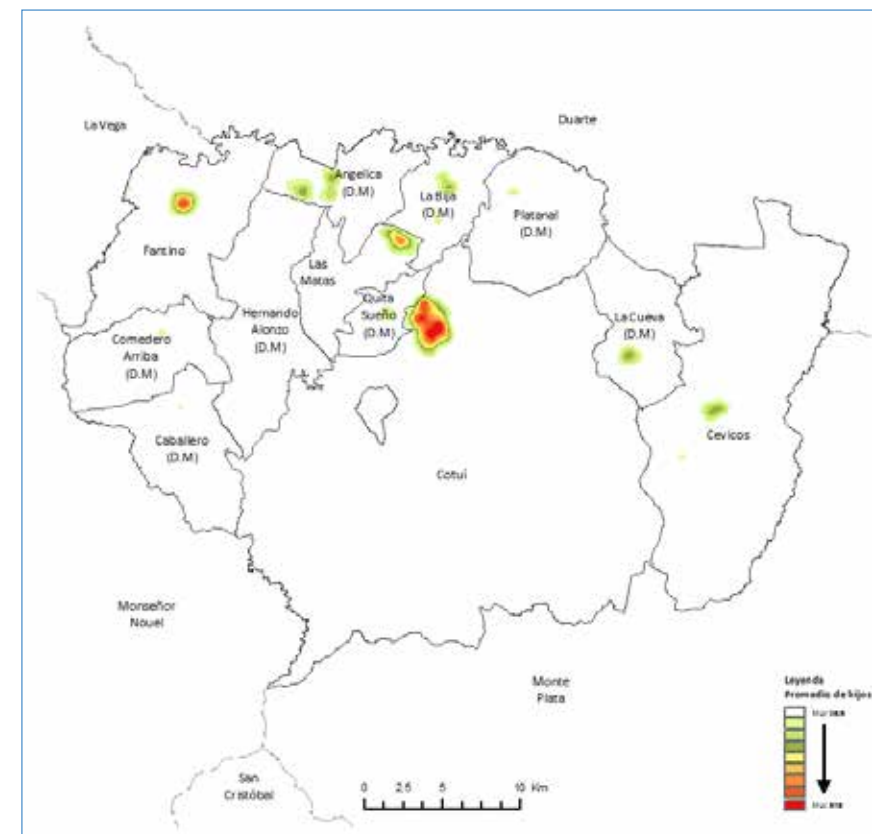 La Vega
Duarte
Angelica
(D.M)
La Bija
(D.M)
Platanal
(D.M)
Fantino
Las
Matas
Hernando
Alonzo
(D.M)
Quita
Sueño
(D.M)
La Cueva
(D.M)
Comedero
Arriba
(D.M)
Caballero
(D.M)
Cevicos
Cotuí
Monseñor
Nouel
Monte
Plata
San
Cristóbal
0 2.5 5 10 Km
Leyenda
Promedio de hijos